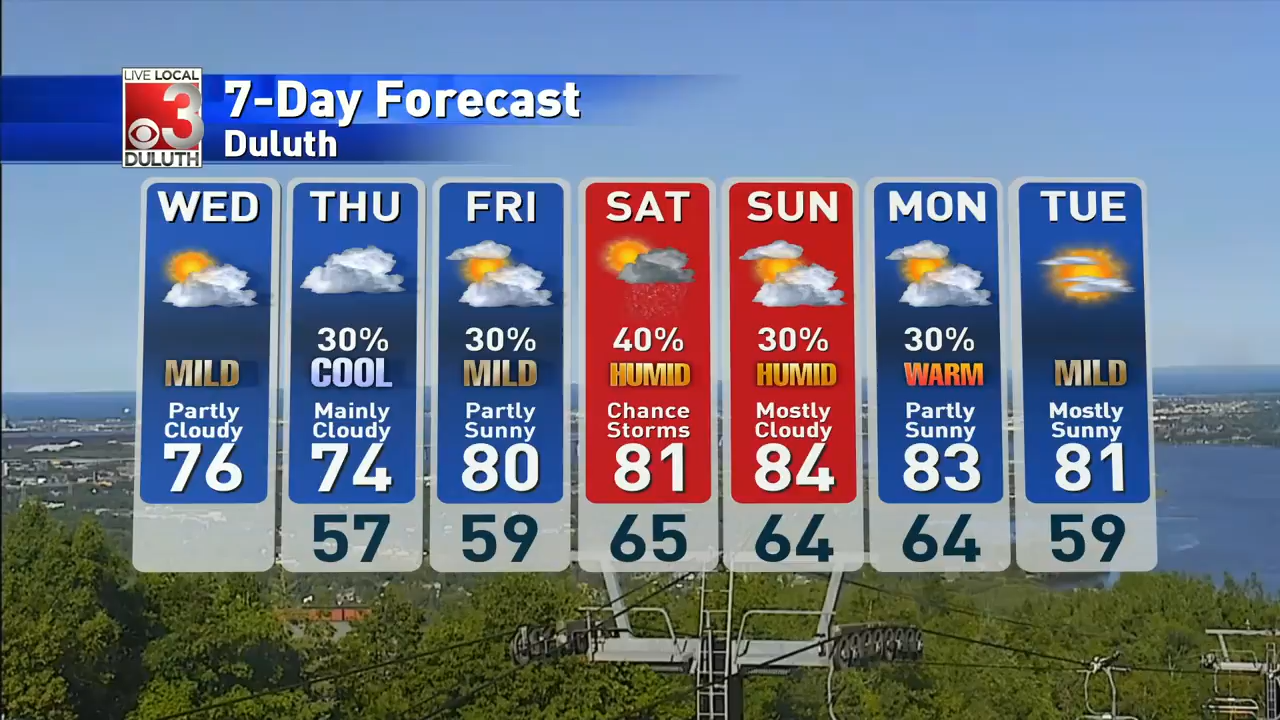 LIVE LOCAL
3
DULUTH
7-Day Forecast
Duluth
WED
MILD
Partly
Cloudy
76
THU
30%
COOL
Mainly
Cloudy
74
57
FRI
30%
MILD
Partly
Sunny
80
59
SAT
40%
HUMID
Chance
Storms
81
65
SUN
30%
HUMID
Mostly
Cloudy
84
64
MON
30%
WARM
Partly
Sunny
83
64
TUE
MILD
Mostly
Sunny
81
59